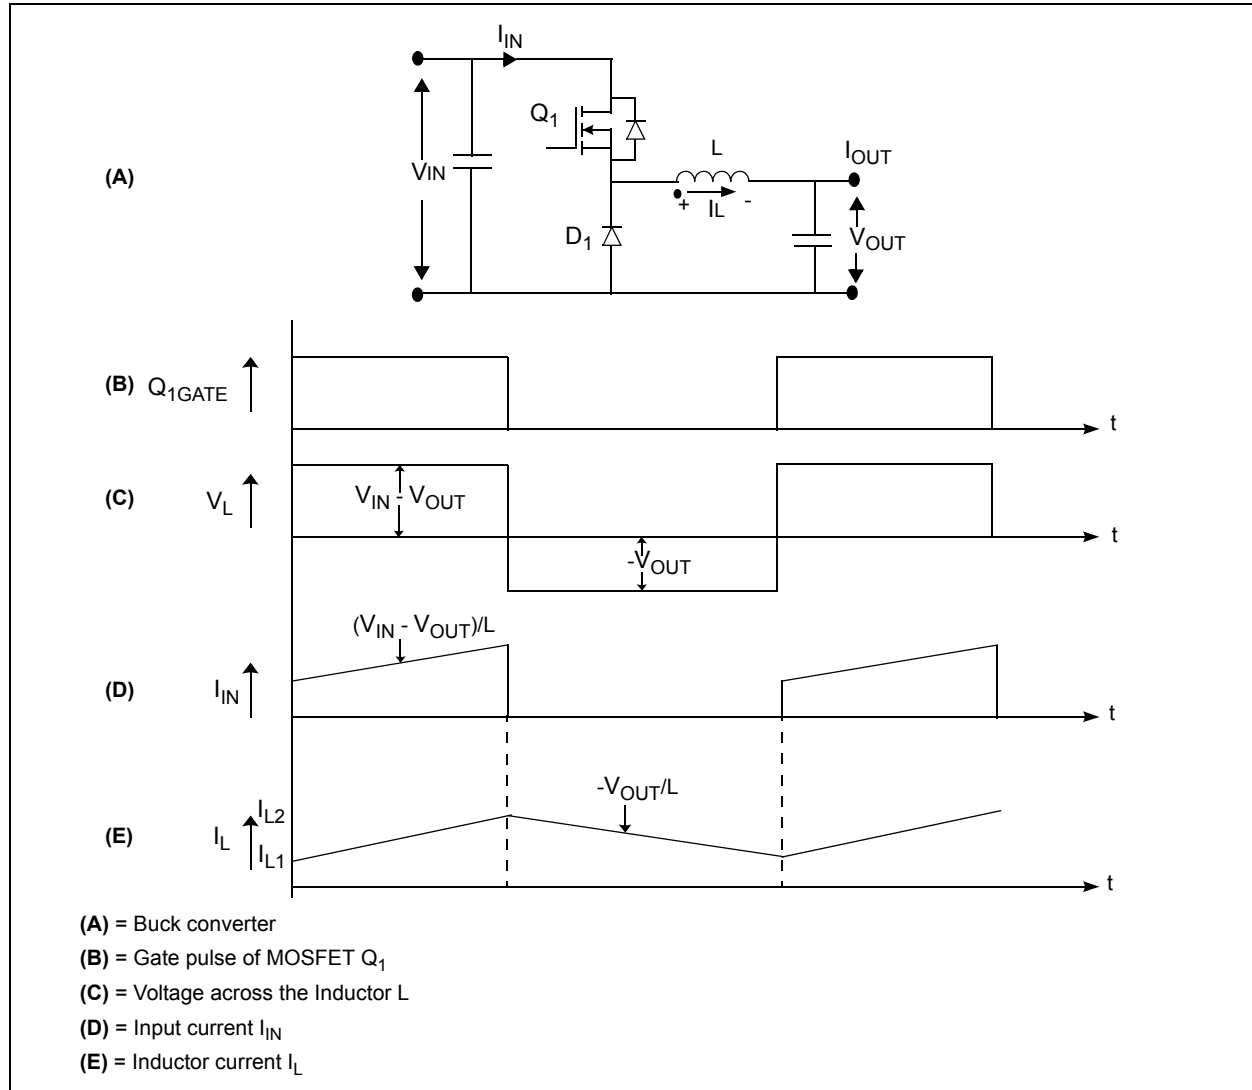 I_IN
Q_1
L
I_OUT
(A)
V_IN
+ I_L -
D_1
V_OUT
(B) Q_1GATE
t
(C) V_L
V_IN - V_OUT
t
-V_OUT
(V_IN - V_OUT)/L
(D) I_IN
t
-V_OUT/L
I_L2
(E) I_L
I_L1
t
(A) = Buck converter
(B) = Gate pulse of MOSFET Q_1
(C) = Voltage across the Inductor L
(D) = Input current I_IN
(E) = Inductor current I_L